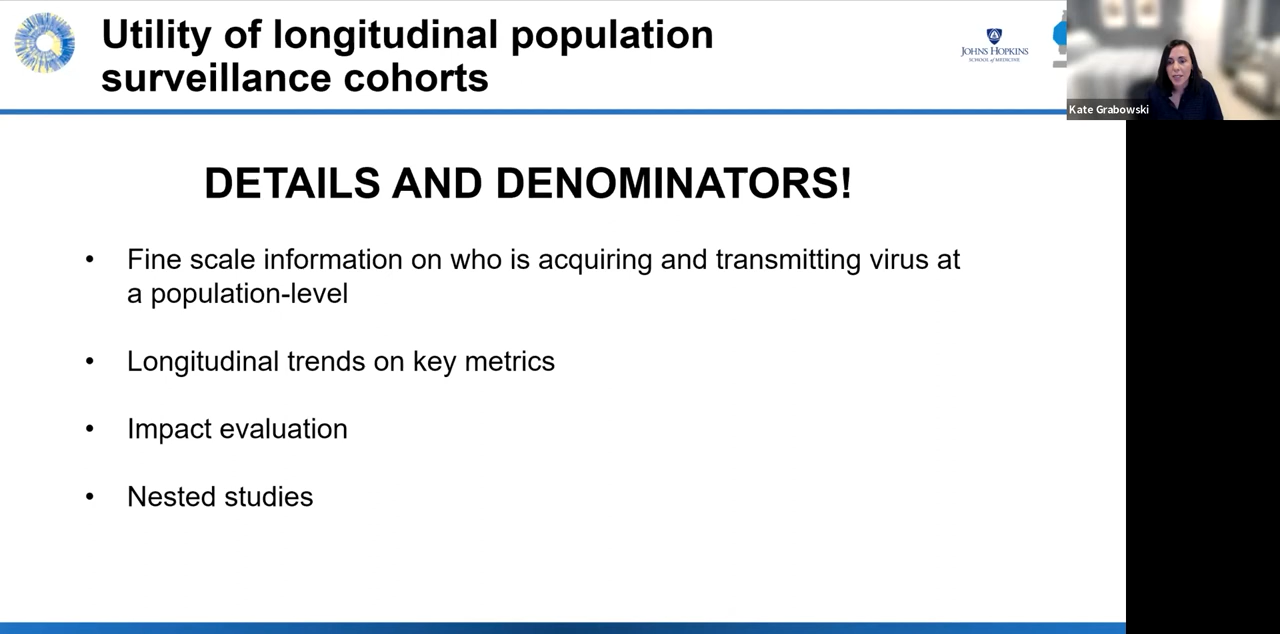 Utility of longitudinal population
surveillance cohorts
JOHNS HOPKINS
SCHOOL of MEDICINE
Kate Grabowski
DETAILS AND DENOMINATORS!
• Fine scale information on who is acquiring and transmitting virus at
a population-level
• Longitudinal trends on key metrics
• Impact evaluation
• Nested studies